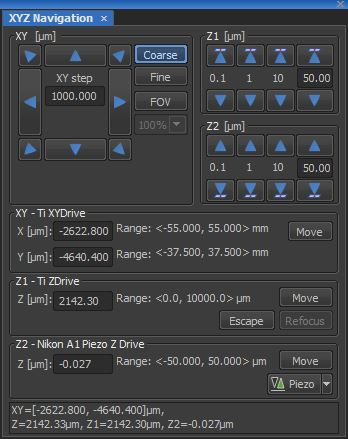 XYZ Navigation ×
XY [µm]
XY step
1000.000
Coarse
Fine
FOV
100%
Z1 [µm]
0.1 1 10 50.00
Z2 [µm]
0.1 1 10 50.00
XY - Ti XYDrive
X [µm]: -2622.800 Range: <-55.000, 55.000> mm Move
Y [µm]: -4640.400 Range: <-37.500, 37.500> mm
Z1 - Ti ZDrive
Z [µm]: 2142.30 Range: <0.0, 10000.0> µm Move
Escape Refocus
Z2 - Nikon A1 Piezo Z Drive
Z [µm]: -0.027 Range: <-50.000, 50.000> µm Move
Piezo
XY=[-2622.800, -4640.400]µm,
Z=2142.33µm, Z1=2142.30µm, Z2=-0.027µm